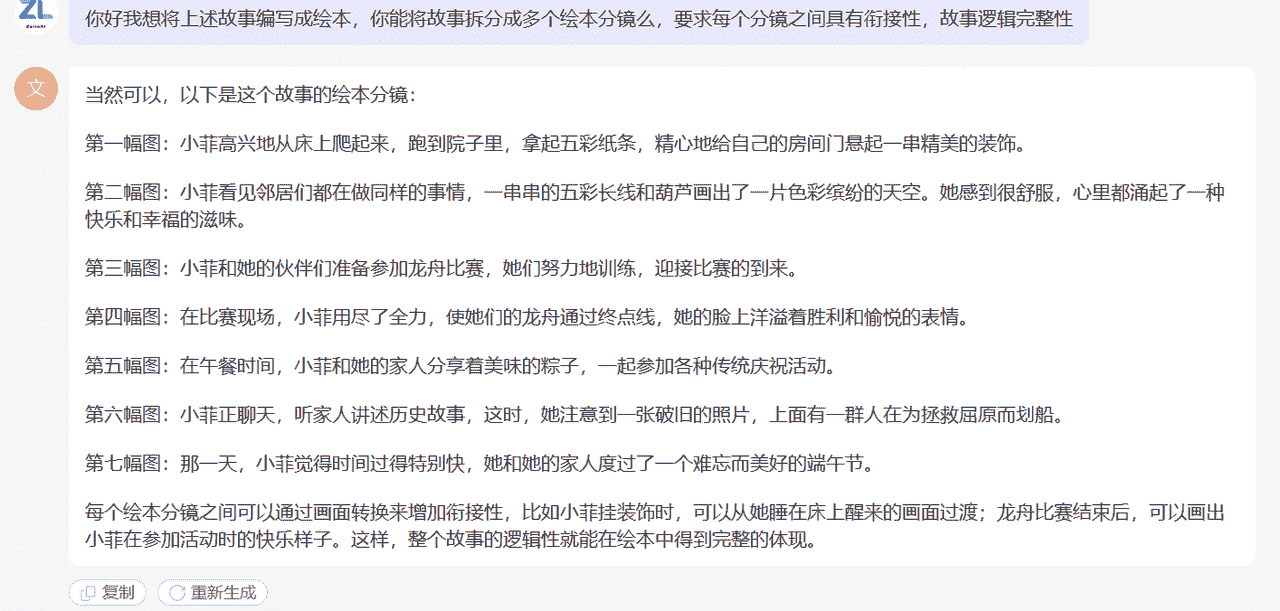 ZL
你好我想将上述故事编写成绘本，你能将故事拆分成多个绘本分镜么，要求每个分镜之间具有衔接性，故事逻辑完整性
文
当然可以，以下是这个故事的绘本分镜：
第一幅图：小菲高兴地从床上爬起来，跑到院子里，拿起五彩纸条，精心地给自己的房间门悬起一串精美的装饰。
第二幅图：小菲看见邻居们都在做同样的事情，一串串的五彩长线和葫芦画出了一片色彩缤纷的天空。她感到很舒服，心里都涌起了一种
快乐和幸福的滋味。
第三幅图：小菲和她的伙伴们准备参加龙舟比赛，她们努力地训练，迎接比赛的到来。
第四幅图：在比赛现场，小菲用尽了全力，使她们的龙舟通过终点线，她的脸上洋溢着胜利和愉悦的表情。
第五幅图：在午餐时间，小菲和她的家人分享着美味的粽子，一起参加各种传统庆祝活动。
第六幅图：小菲正聊天，听家人讲述历史故事，这时，她注意到一张破旧的照片，上面有一群人在为拯救屈原而划船。
第七幅图：那一天，小菲觉得时间过得特别快，她和她的家人度过了一个难忘而美好的端午节。
每个绘本分镜之间可以通过画面转换来增加衔接性，比如小菲挂装饰时，可以从她睡在床上醒来的画面过渡；龙舟比赛结束后，可以画出
小菲在参加活动时的快乐样子。这样，整个故事的逻辑性就能在绘本中得到完整的体现。
复制
重新生成